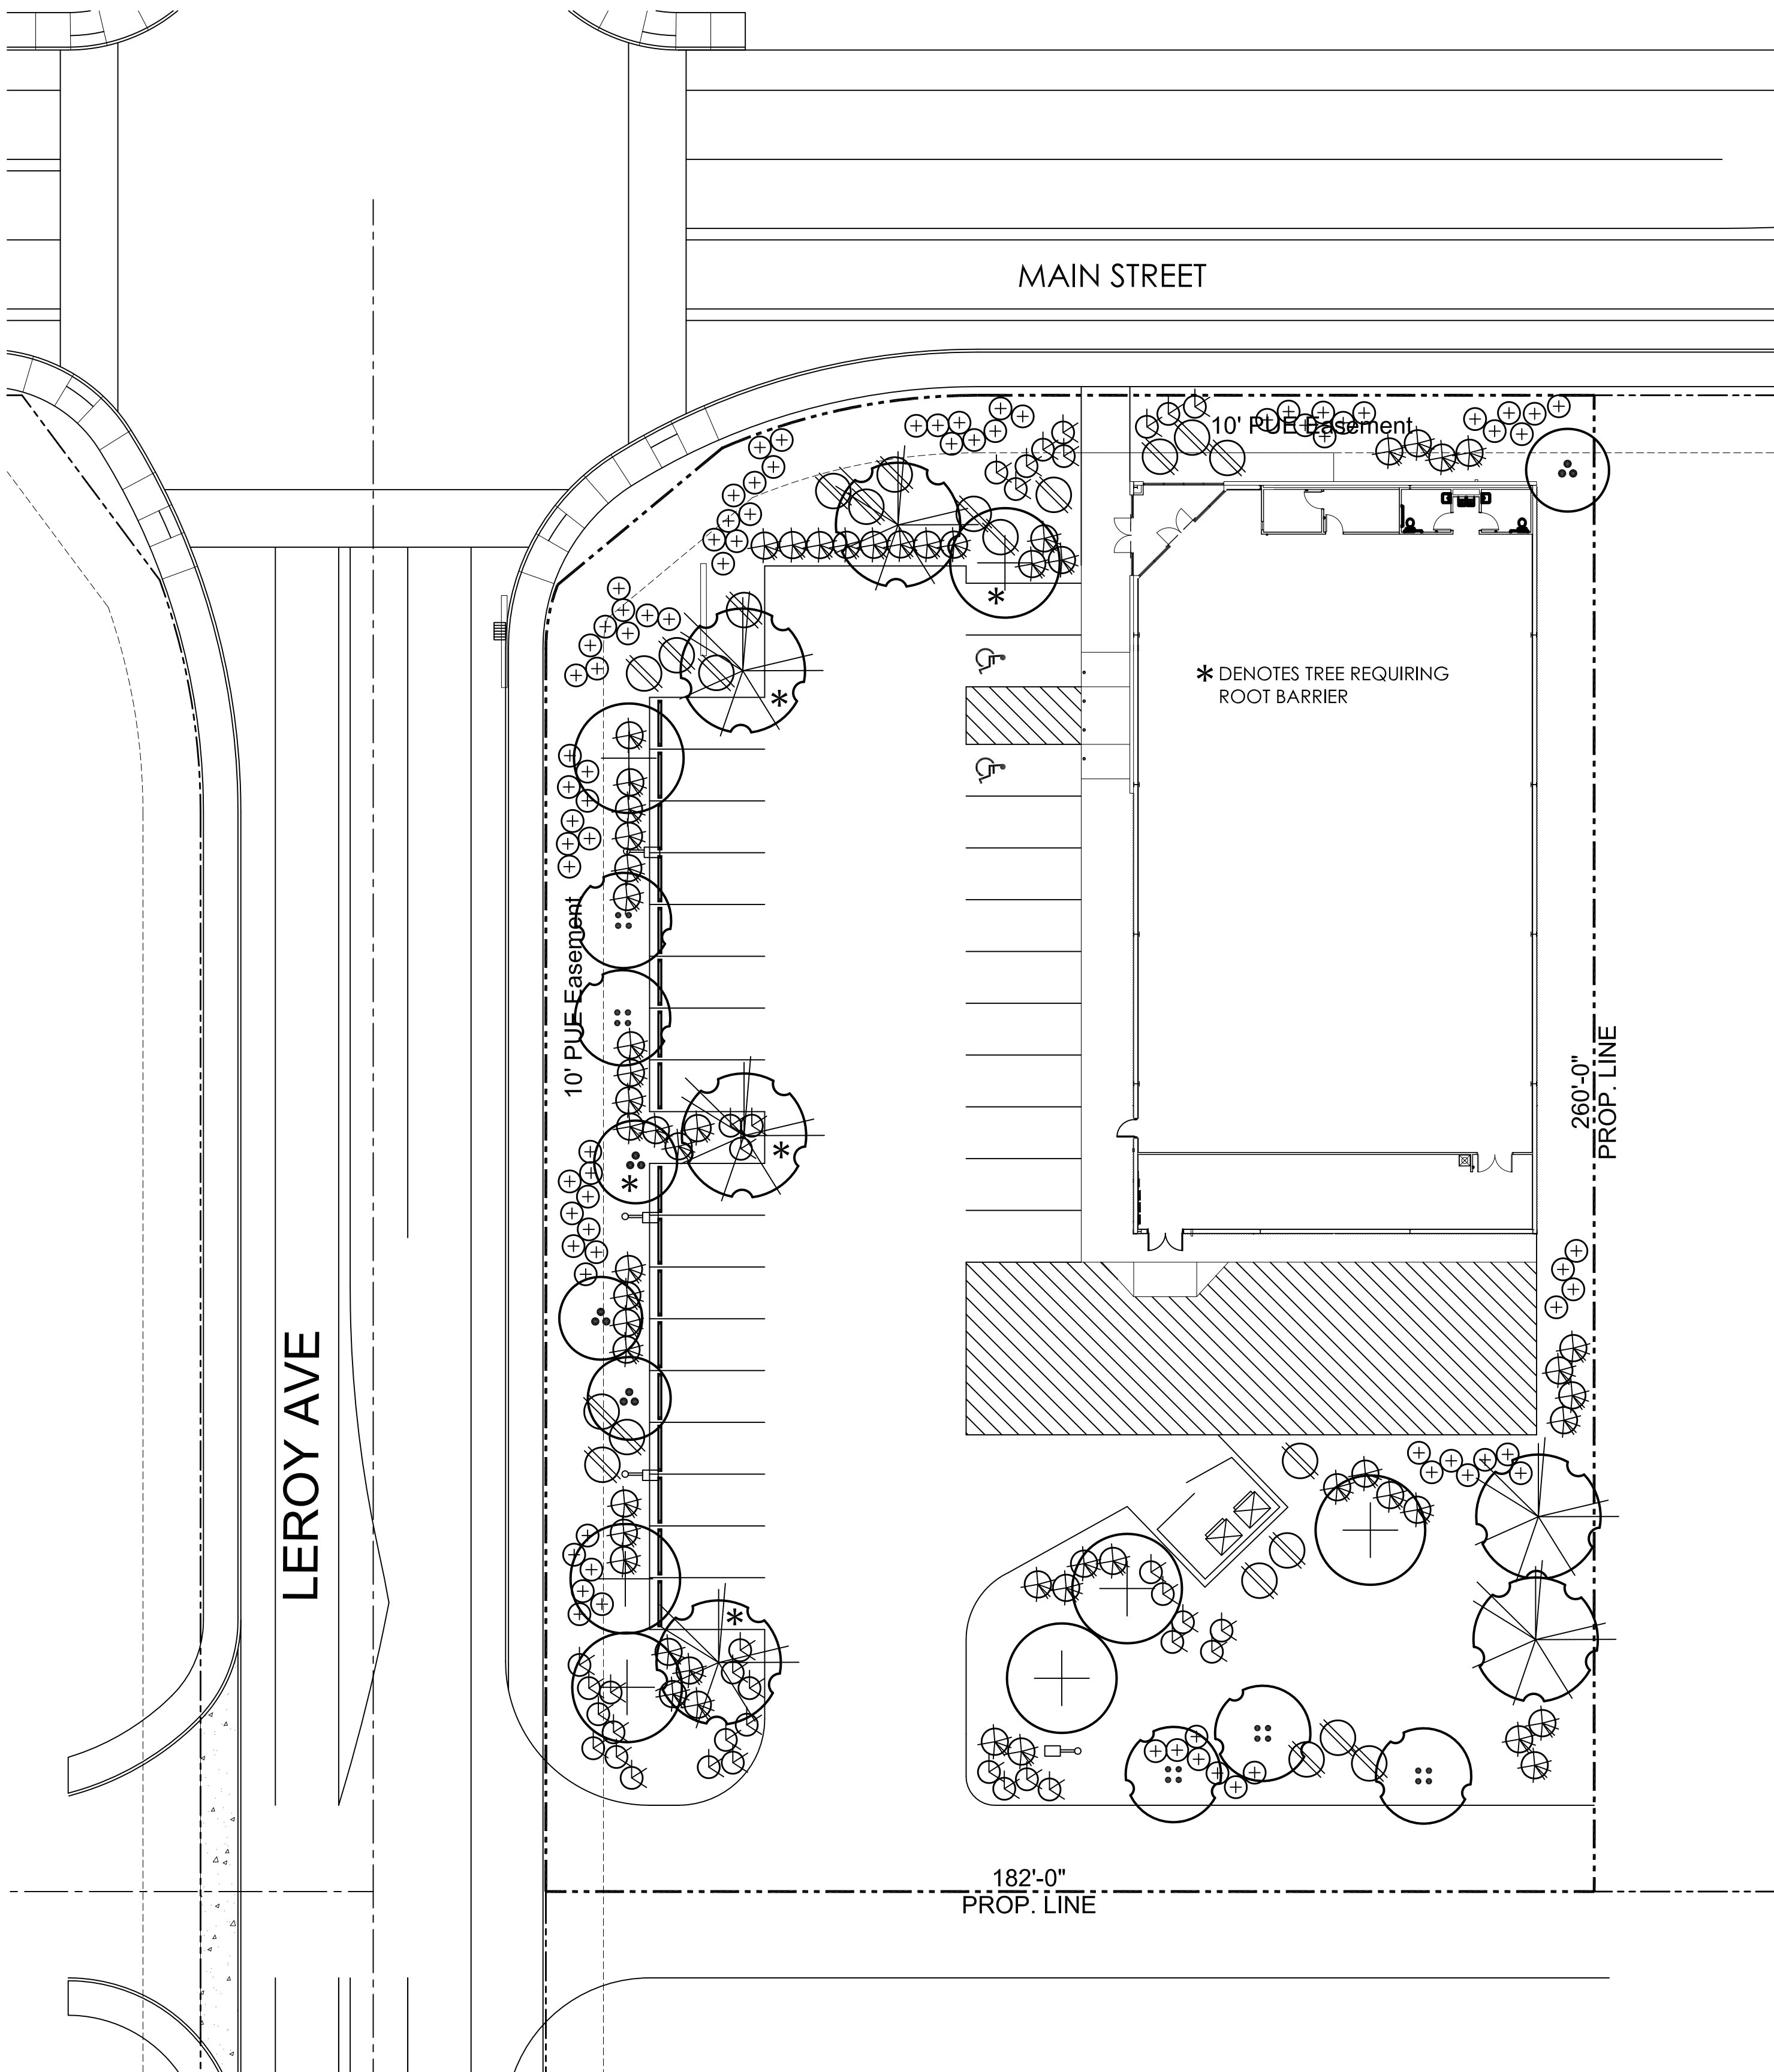 MAIN STREET
10' PUE Easement
* DENOTES TREE REQUIRING
ROOT BARRIER
*
*
10' PUE Easement
*
*
260'-0"
PROP. LINE
LEROY AVE
*
182'-0"
PROP. LINE